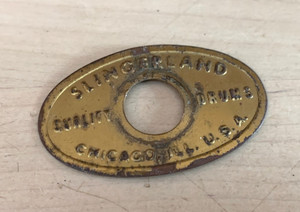 SLINGERLAND
QUALITY DRUMS
CHICAGO, ILL. U.S.A.